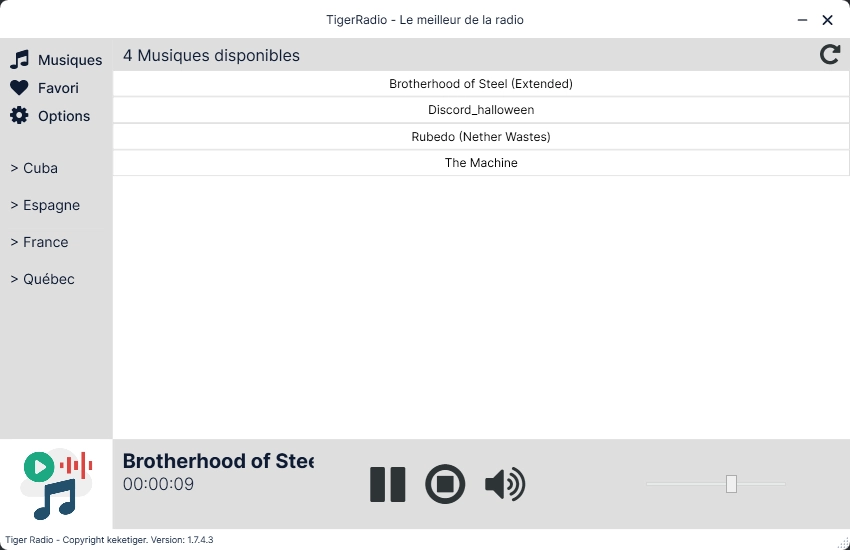 TigerRadio - Le meilleur de la radio
Musiques
Favori
Options
> Cuba
> Espagne
> France
> Québec
4 Musiques disponibles
Brotherhood of Steel (Extended)
Discord_halloween
Rubedo (Nether Wastes)
The Machine
Brotherhood of Stee
00:00:09
Tiger Radio - Copyright keketiger. Version: 1.7.4.3